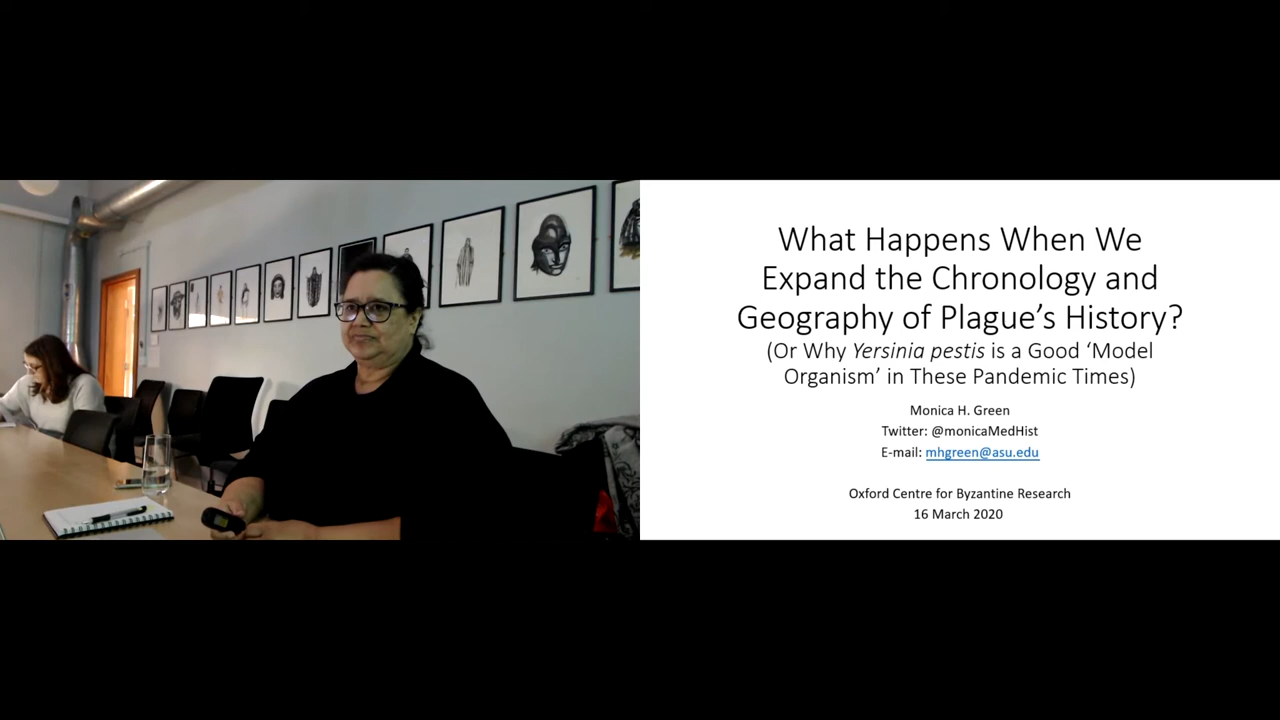 What Happens When We
Expand the Chronology and
Geography of Plague’s History?
(Or Why Yersinia pestis is a Good ‘Model
Organism’ in These Pandemic Times)
Monica H. Green
Twitter: @monicaMedHist
E-mail: mhgreen@asu.edu
Oxford Centre for Byzantine Research
16 March 2020